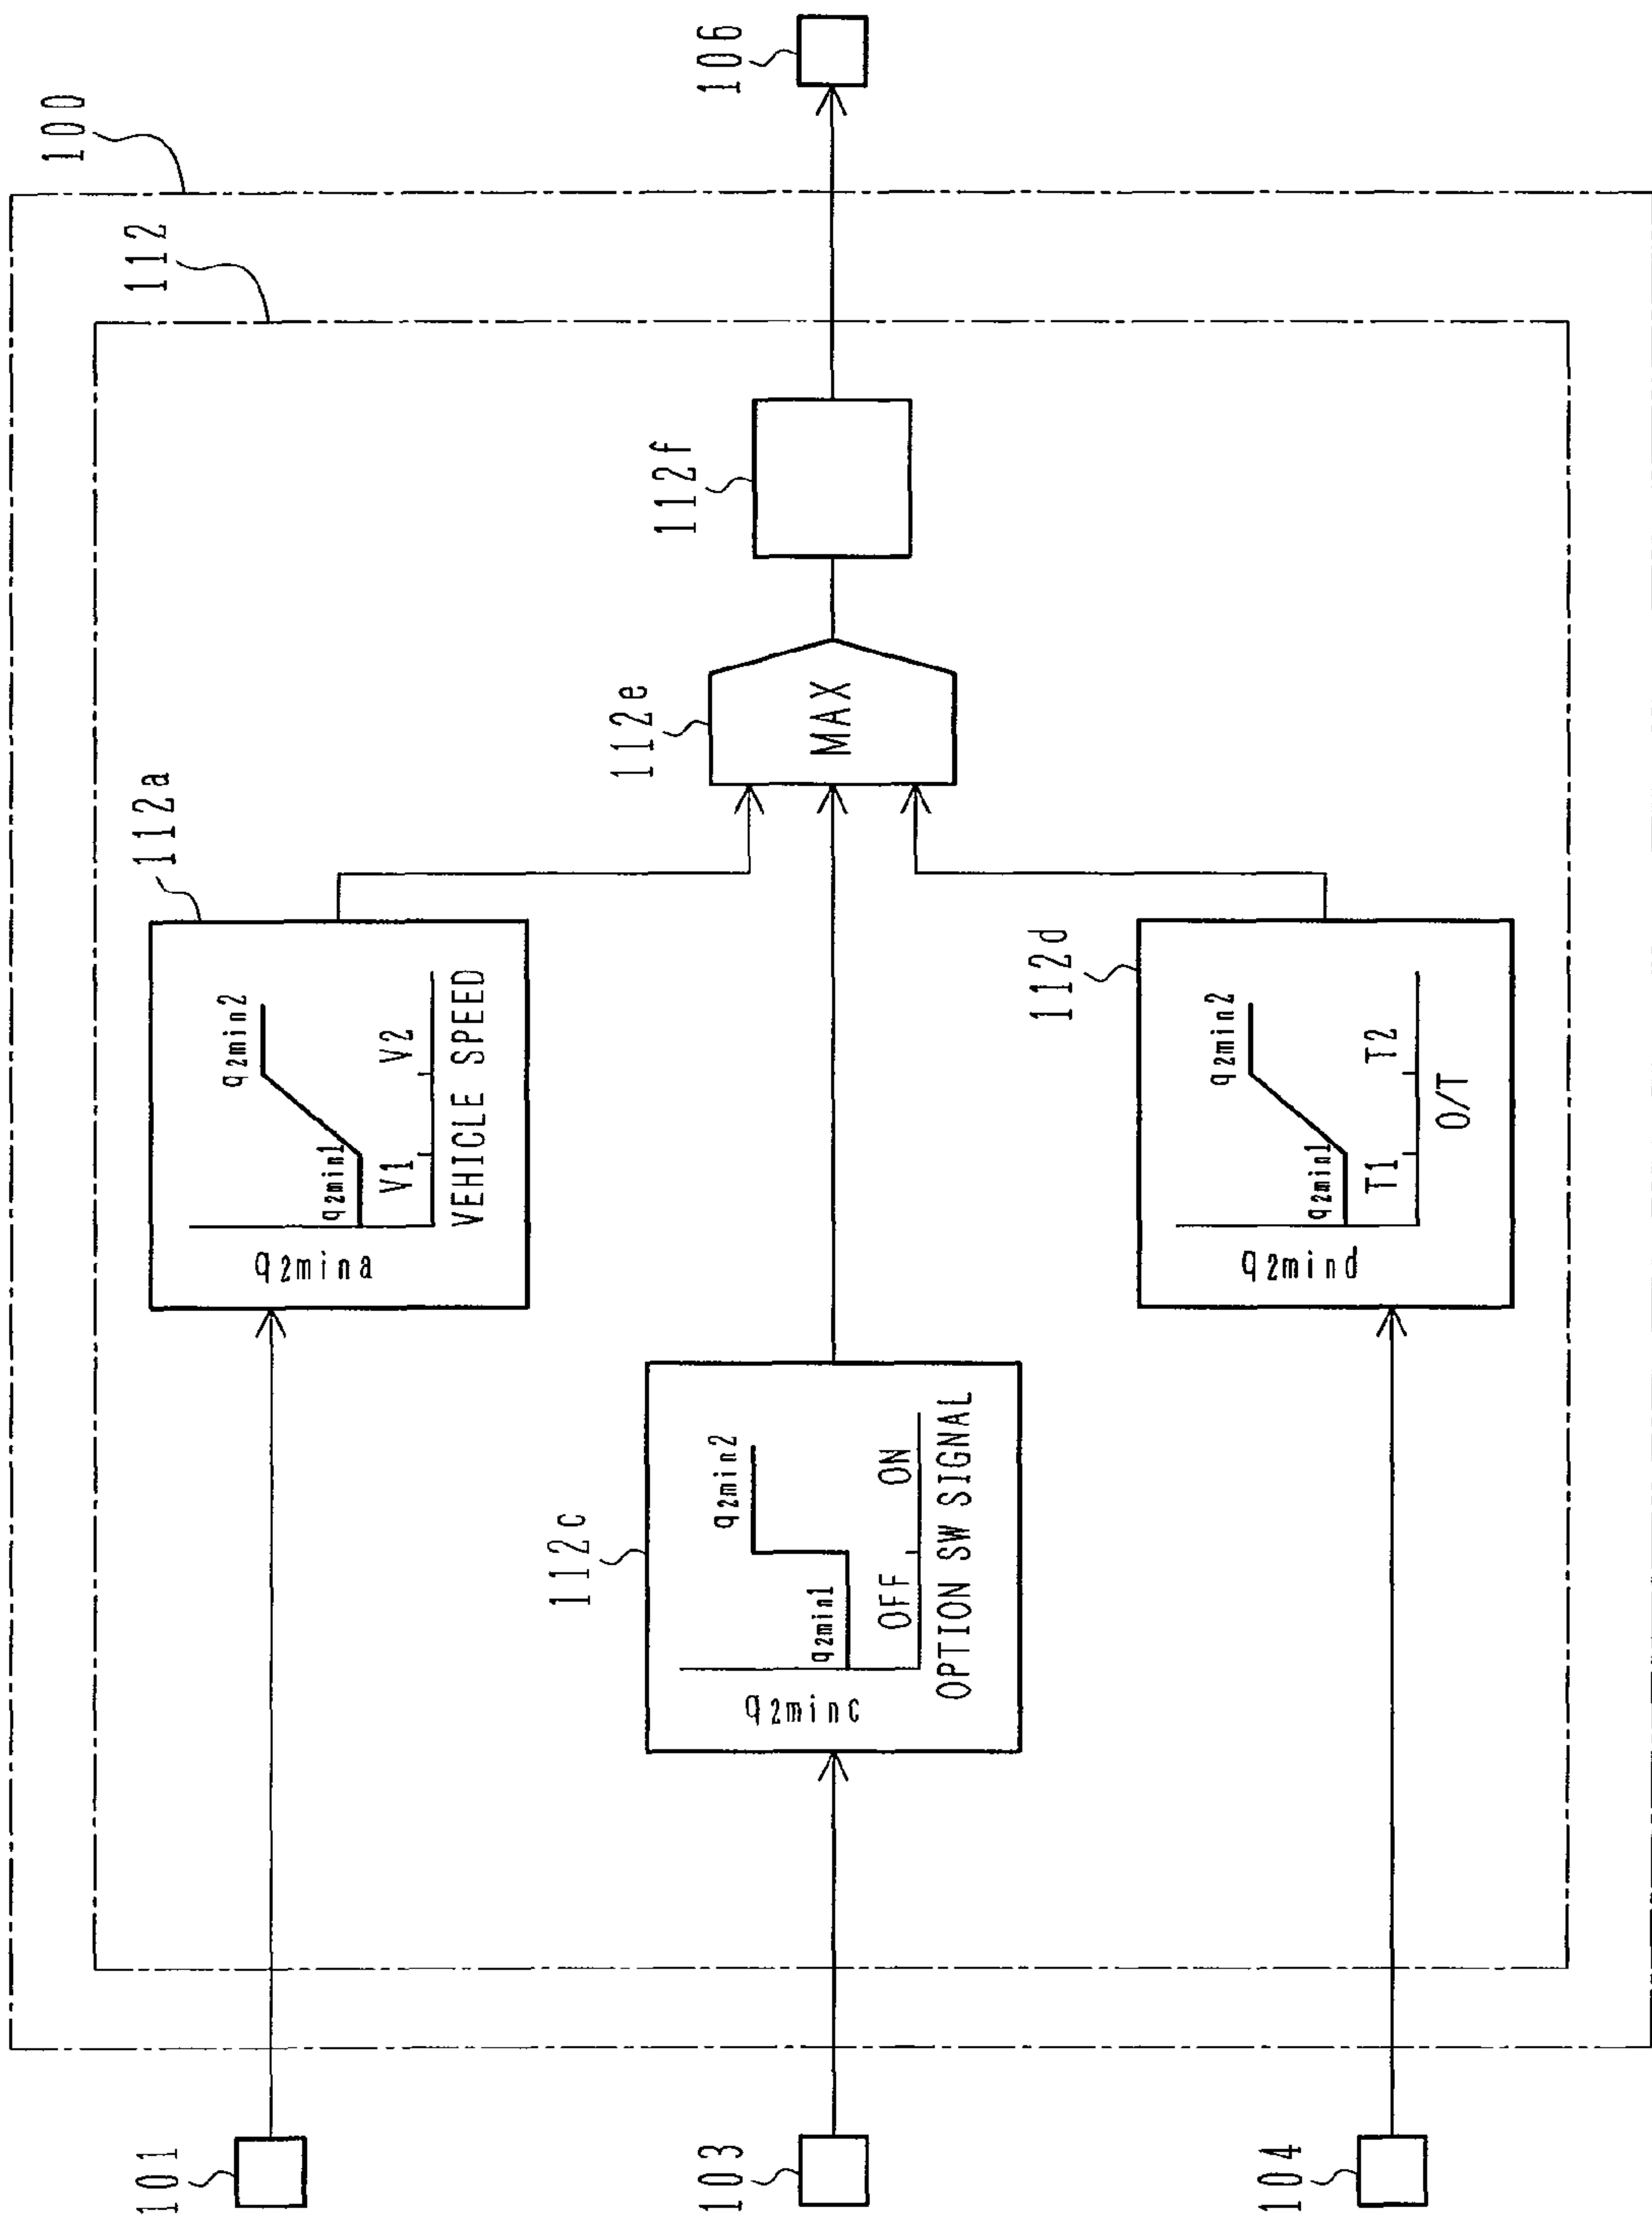 100
112
101
112a
q2mina
q2min1
q2min2
V1
V2
VEHICLE SPEED
103
112c
q2minc
q2min1
q2min2
OFF
ON
OPTION SW SIGNAL
112e
MAX
112f
106
104
112d
q2mind
q2min1
q2min2
T1
T2
O/T